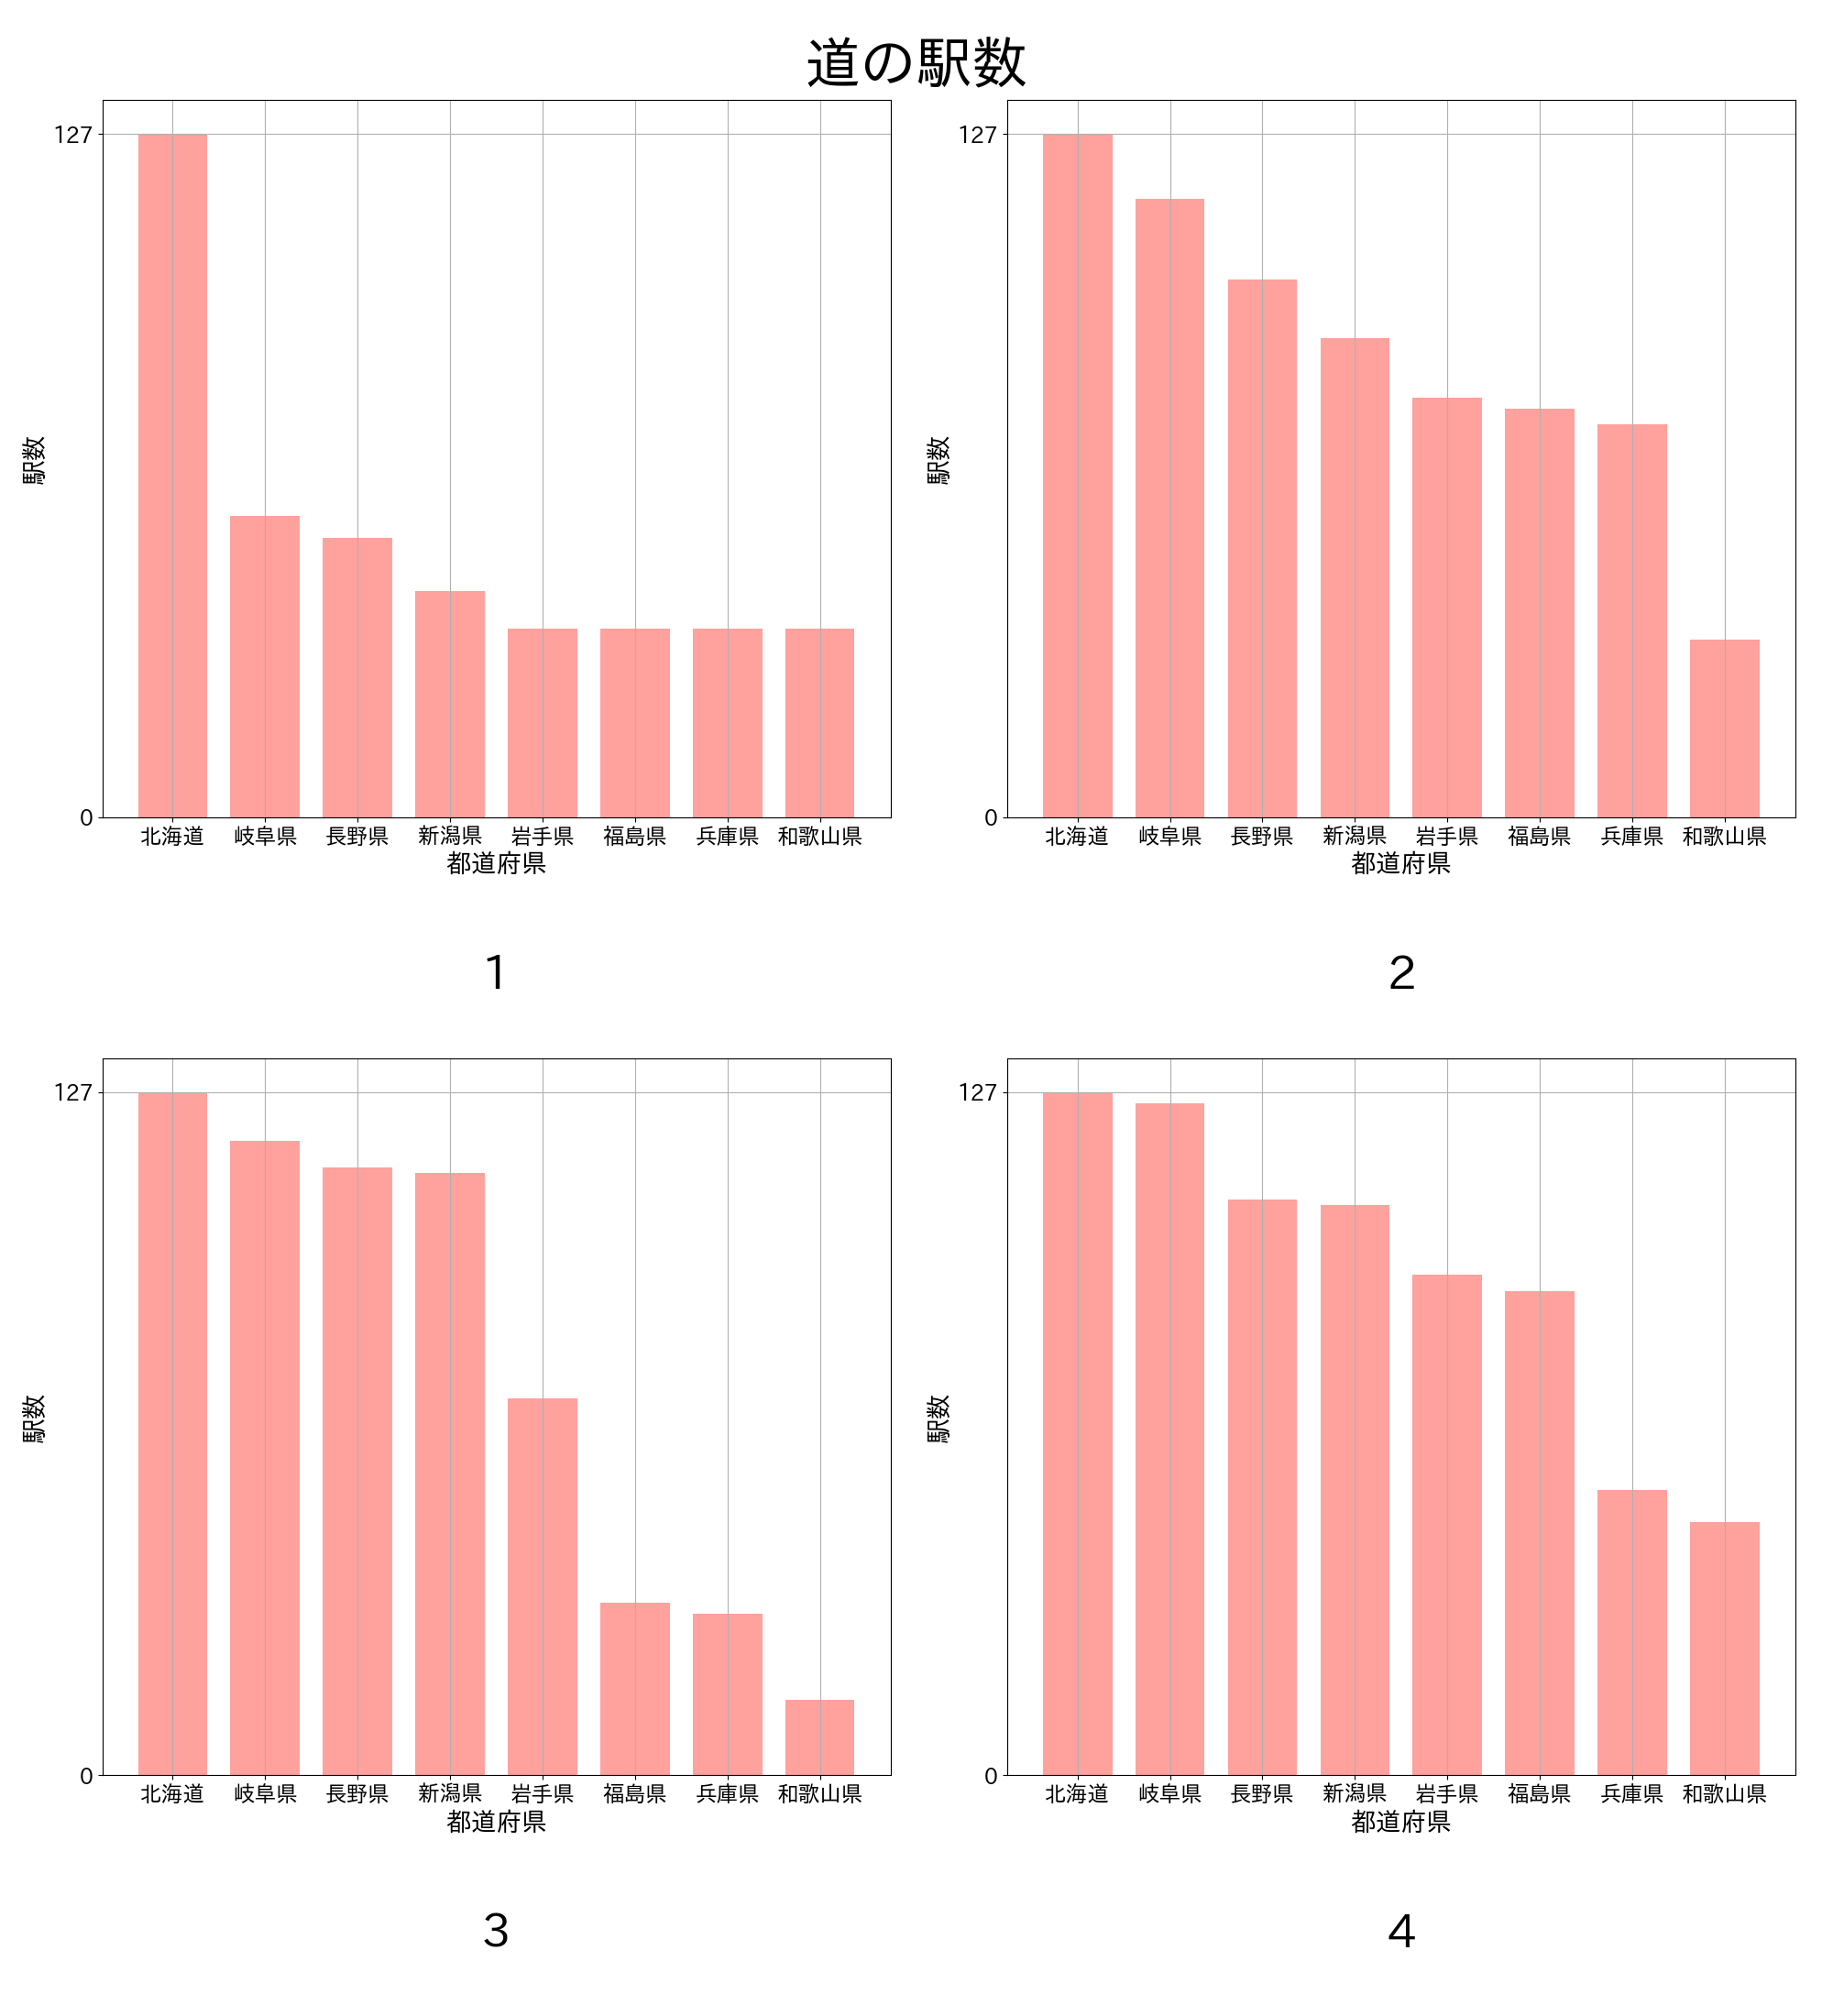 道の駅数
127
駅数
0
北海道 岐阜県 長野県 新潟県 岩手県 福島県 兵庫県 和歌山県
都道府県
1
127
駅数
0
北海道 岐阜県 長野県 新潟県 岩手県 福島県 兵庫県 和歌山県
都道府県
2
127
駅数
0
北海道 岐阜県 長野県 新潟県 岩手県 福島県 兵庫県 和歌山県
都道府県
3
127
駅数
0
北海道 岐阜県 長野県 新潟県 岩手県 福島県 兵庫県 和歌山県
都道府県
4